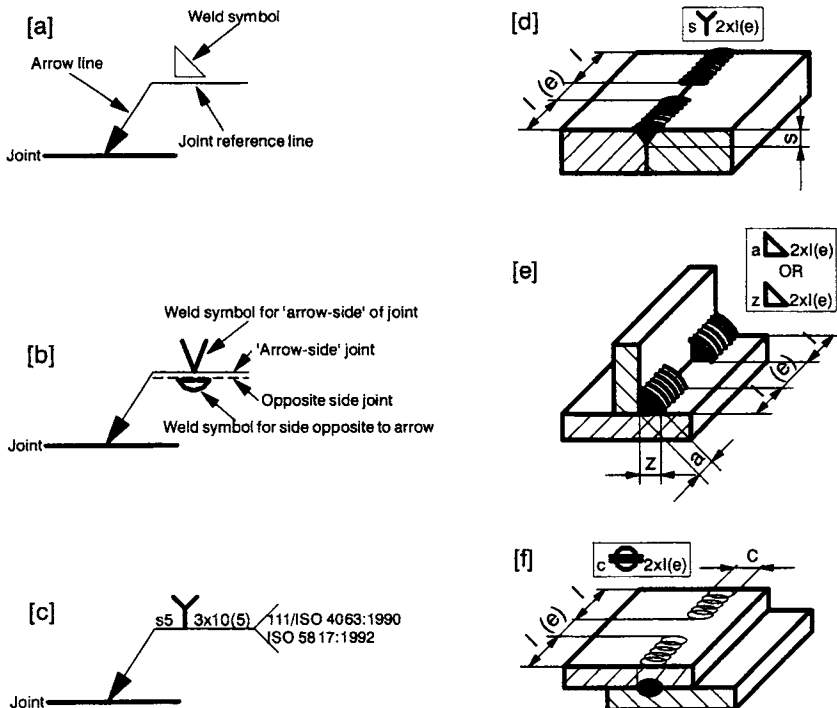 [a]
Weld symbol
Arrow line
Joint reference line
Joint
[b]
Weld symbol for 'arrow-side' of joint
'Arrow-side' joint
Opposite side joint
Weld symbol for side opposite to arrow
Joint
[c]
s5 3x10(5) 111/ISO 4063:1990
ISO 5817:1992
Joint
[d]
s 2xl(e)
l
(e)
l
s
[e]
a 2xl(e)
OR
z 2xl(e)
l
(e)
l
z
a
[f]
c 2xl(e)
c
l
(e)
l